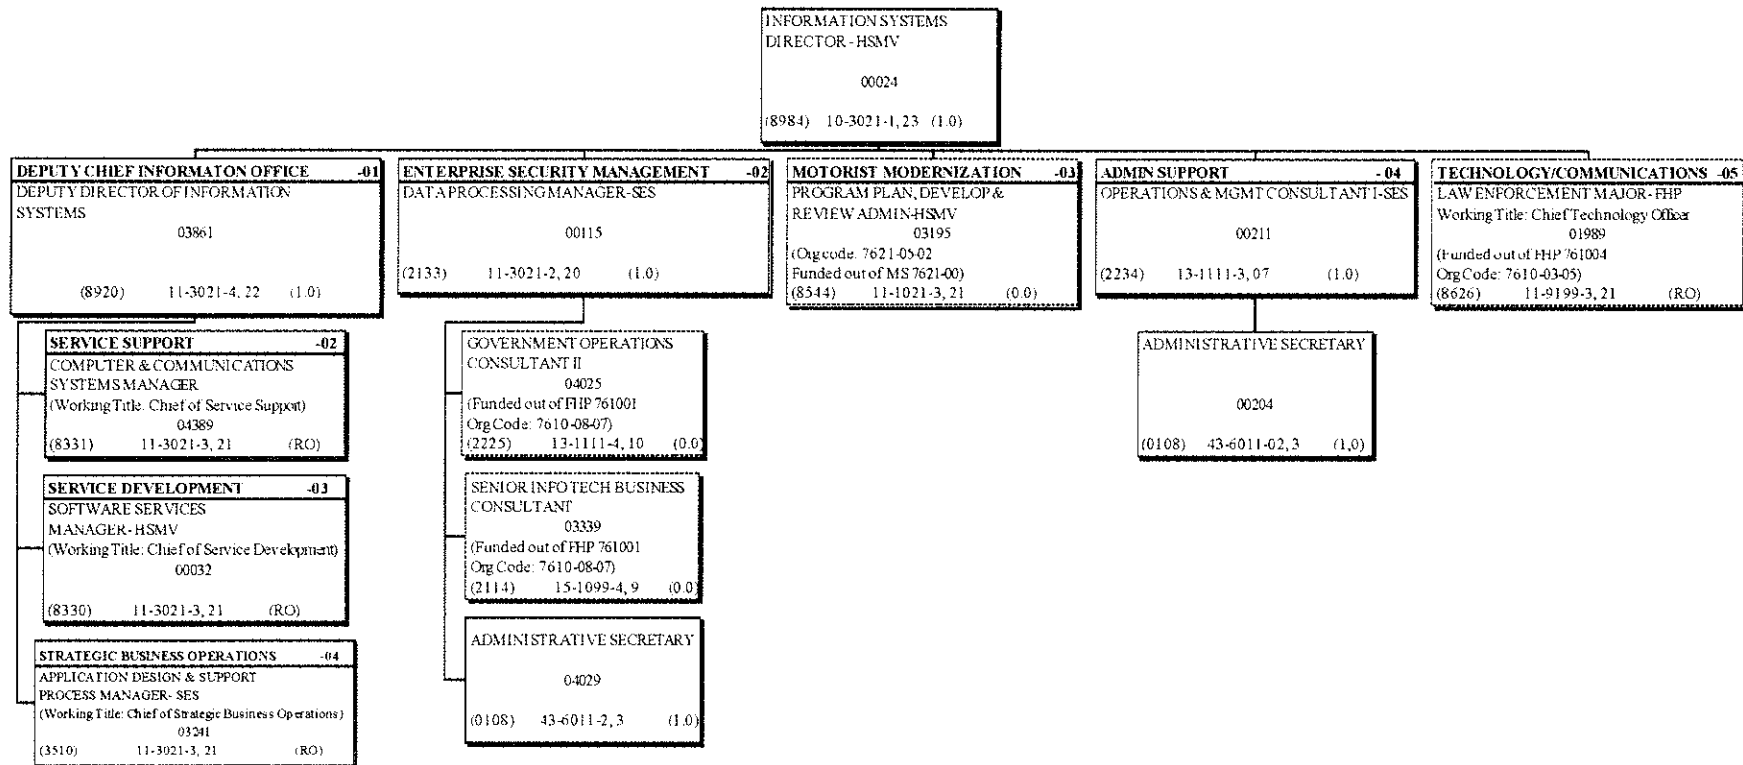 INFORMATION SYSTEMS
DIRECTOR-HSMV
00024
(8984) 10-3021-1, 23 (1.0)
DEPUTY CHIEF INFORMATON OFFICE -01
DEPUTY DIRECTOR OF INFORMATION
SYSTEMS
03861
(8920) 11-3021-4, 22 (1.0)
ENTERPRISE SECURITY MANAGEMENT -02
DATA PROCESSING MANAGER-SES
00115
(2133) 11-3021-2, 20 (1.0)
MOTORIST MODERNIZATION -03
PROGRAM PLAN, DEVELOP &
REVIEW ADMIN-HSMV
03195
(Orgcode. 7621-05-02
Funded out of MS 7621-00)
(8544) 11-1021-3, 21 (0.0)
ADMIN SUPPORT - 04
OPERATIONS & MGMT CONSULTANT I-SES
00211
(2234) 13-1111-3, 07 (1.0)
TECHNOLOGY/COMMUNICATIONS -05
LAW ENFORCEMENT MAJOR- FHP
Working Title: Chief Technology Officer
01989
(Funded out of FHP 761004
Org Code: 7610-03-05)
(8626) 11-9199-3, 21 (RO)
SERVICE SUPPORT -02
COMPUTER & COMMUNICATIONS
SYSTEMS MANAGER
(Working Title. Chief of Service Support)
04389
(8331) 11-3021-3, 21 (RO)
SERVICE DEVELOPMENT -03
SOFTWARE SERVICES
MANAGER- HSMV
(Working Title: Chief of Service Development)
00032
(8330) 11-3021-3, 21 (RO)
STRATEGIC BUSINESS OPERATIONS -04
APPLICATION DESIGN & SUPPORT
PROCESS MANAGER- SES
(Working Title: Chief of Strategic Business Operations)
03241
(3510) 11-3021-3, 21 (RO)
GOVERNMENT OPERATIONS
CONSULTANT II
04025
(Funded out of FHP 761001
Org Code: 7610-08-07)
(2225) 13-1111-4, 10 (0.0)
SENIOR INFO TECH BUSINESS
CONSULTANT
03339
(Funded out of FHP 761001
Org Code: 7610-08-07)
(2114) 15-1099-4, 9 (0.0)
ADMINISTRATIVE SECRETARY
04029
(0108) 43-6011-2, 3 (1.0)
ADMINISTRATIVE SECRETARY
00204
(0108) 43-6011-02, 3 (1,0)